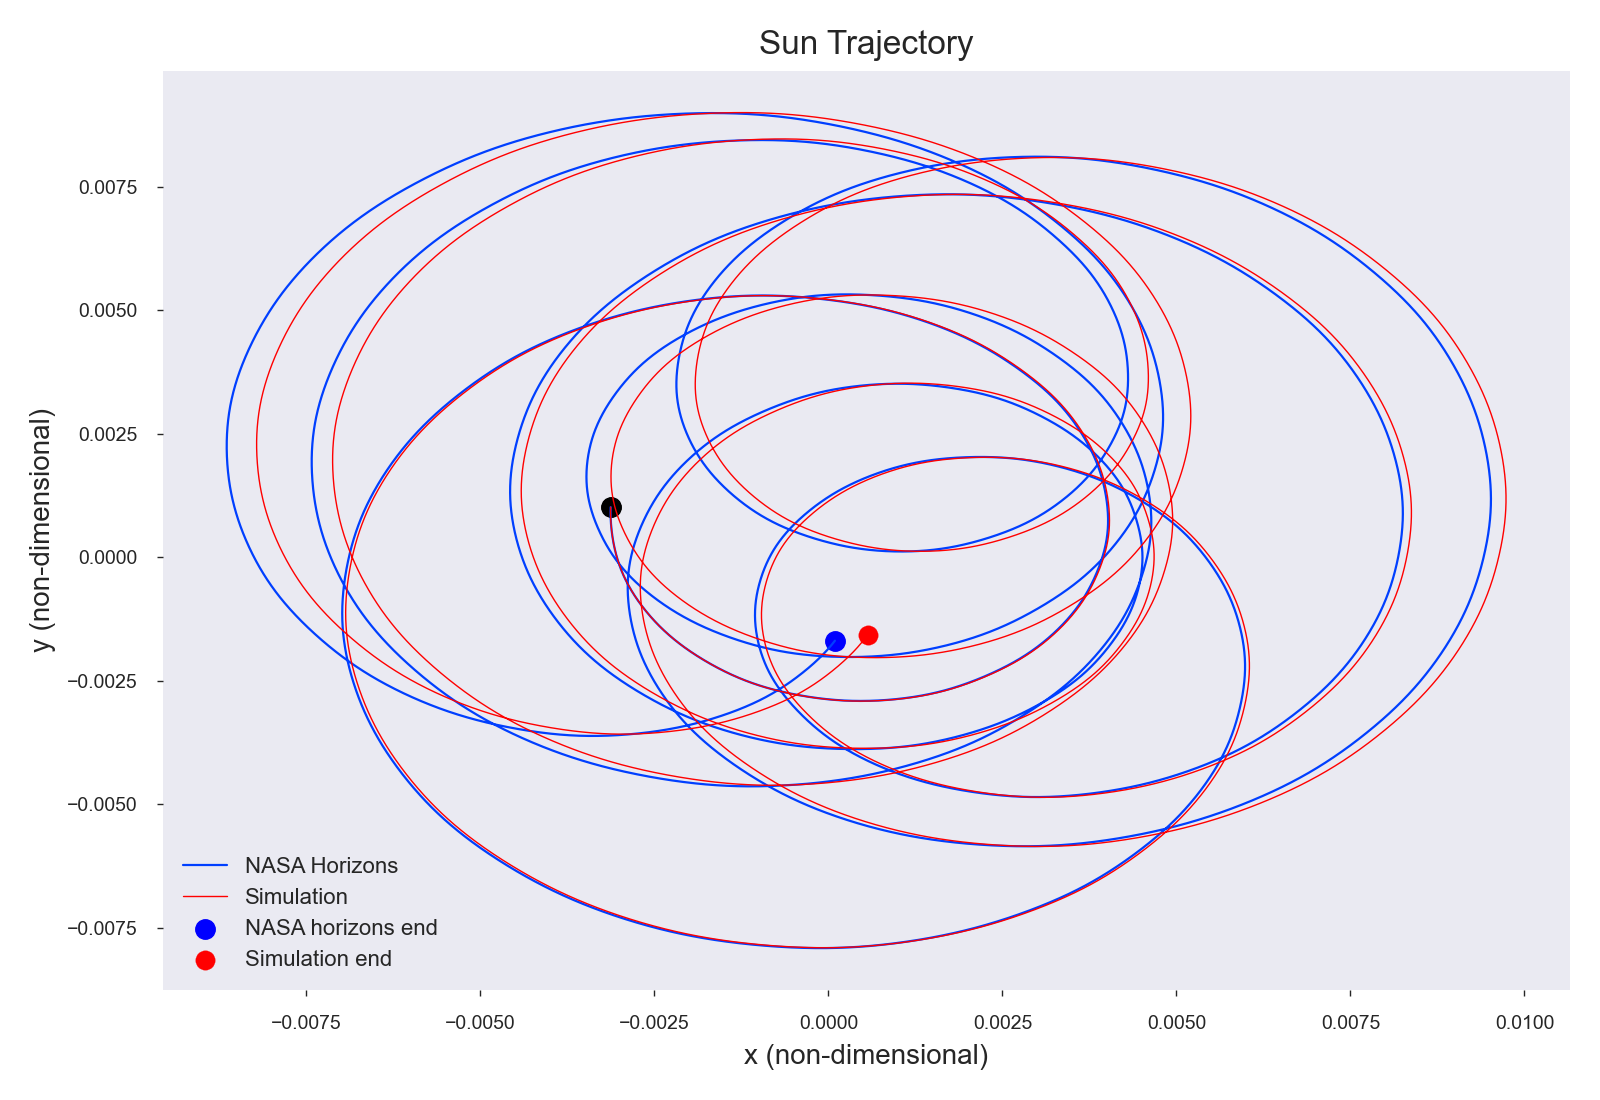 Sun Trajectory
y (non-dimensional)
0.0075
0.0050
0.0025
0.0000
−0.0025
−0.0050
−0.0075
NASA Horizons
Simulation
NASA horizons end
Simulation end
−0.0075 −0.0050 −0.0025 0.0000 0.0025 0.0050 0.0075 0.0100
x (non-dimensional)